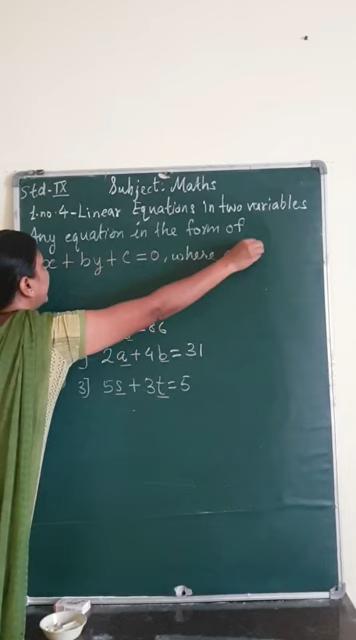 Std-IX Subject: Maths
L.no.4-Linear Equations in two variables
Any equation in the form of
x + by + c = 0, where
=86
] 2a + 4b = 31
3] 5s + 3t = 5